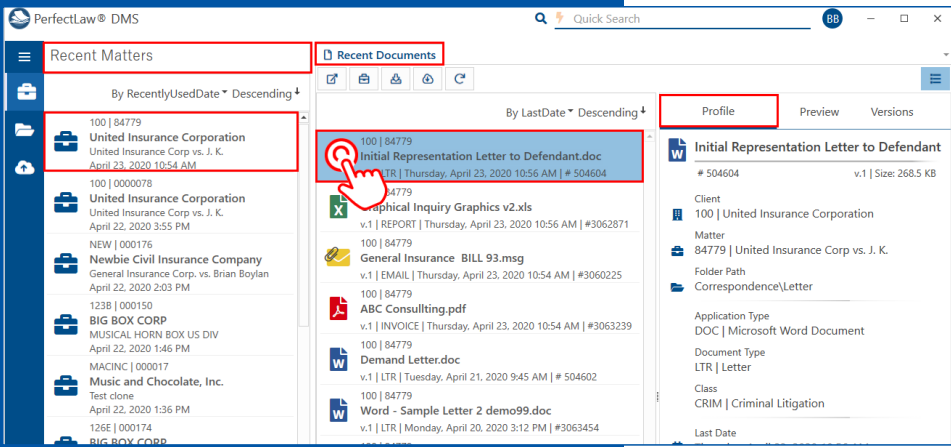 PerfectLaw® DMS
Quick Search
BB
Recent Matters
By RecentlyUsedDate Descending
100 | 84779
United Insurance Corporation
United Insurance Corp vs. J. K.
April 23, 2020 10:54 AM
100 | 0000078
United Insurance Corporation
United Insurance Corp vs. J. K.
April 22, 2020 3:55 PM
NEW | 000176
Newbie Civil Insurance Company
General Insurance Corp. vs. Brian Boylan
April 22, 2020 2:03 PM
123B | 000150
BIG BOX CORP
MUSICAL HORN BOX US DIV
April 22, 2020 1:46 PM
MACINC | 000017
Music and Chocolate, Inc.
Test clone
April 22, 2020 1:36 PM
126E | 000174
BIG BOX CORP
Recent Documents
By LastDate Descending
100 | 84779
Initial Representation Letter to Defendant.doc
LTR | Thursday, April 23, 2020 10:56 AM | # 504604
84779
Graphical Inquiry Graphics v2.xls
v.1 | REPORT | Thursday, April 23, 2020 10:56 AM | #3062871
100 | 84779
General Insurance BILL 93.msg
v.1 | EMAIL | Thursday, April 23, 2020 10:54 AM | #3060225
100 | 84779
ABC Consullting.pdf
v.1 | INVOICE | Thursday, April 23, 2020 10:54 AM | #3063239
100 | 84779
Demand Letter.doc
v.1 | LTR | Tuesday, April 21, 2020 9:45 AM | # 504602
100 | 84779
Word - Sample Letter 2 demo99.doc
v.1 | LTR | Monday, April 20, 2020 3:12 PM | #3063454
Profile
Preview
Versions
Initial Representation Letter to Defendant
# 504604
v.1 | Size: 268.5 KB
Client
100 | United Insurance Corporation
Matter
84779 | United Insurance Corp vs. J. K.
Folder Path
Correspondence\Letter
Application Type
DOC | Microsoft Word Document
Document Type
LTR | Letter
Class
CRIM | Criminal Litigation
Last Date